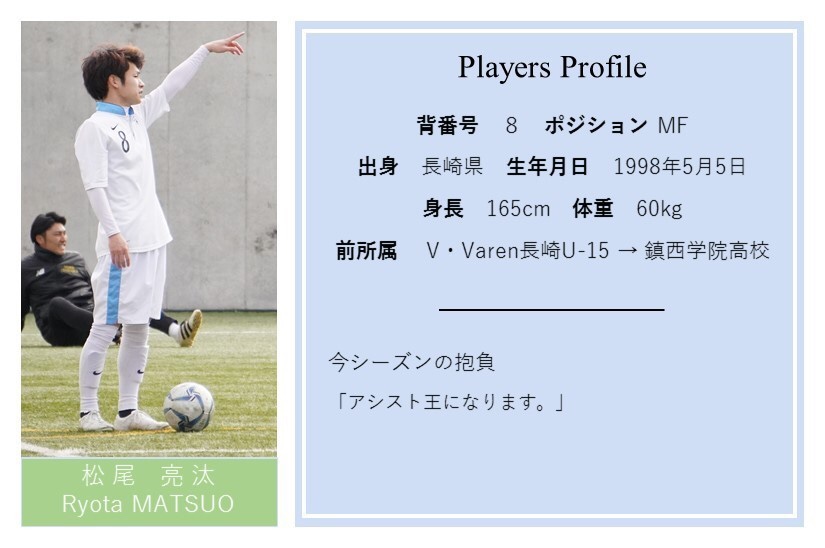 8
松尾 亮汰
Ryota MATSUO
Players Profile
背番号 8 ポジション MF
出身 長崎県 生年月日 1998年5月5日
身長 165cm 体重 60kg
前所属 V・Varen長崎U-15 → 鎮西学院高校
今シーズンの抱負
「アシスト王になります。」